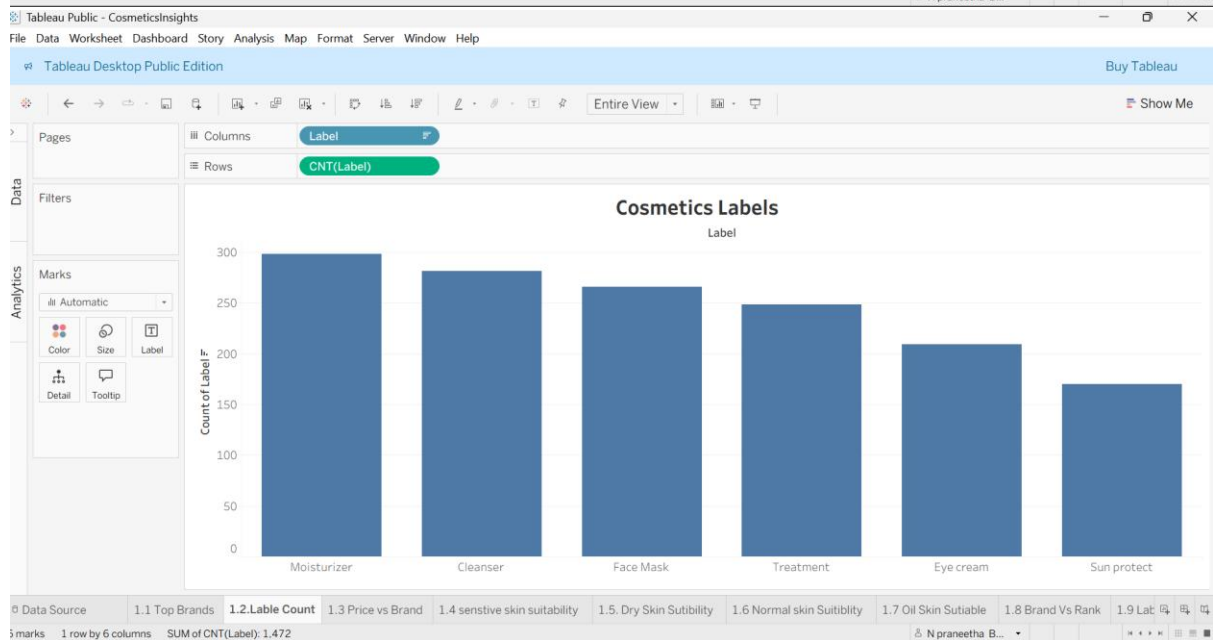 Tableau Public - CosmeticsInsights
File Data Worksheet Dashboard Story Analysis Map Format Server Window Help
Tableau Desktop Public Edition Buy Tableau
Entire View Show Me
Pages
Columns Label
Rows CNT(Label)
Data
Filters
Analytics
Marks
Automatic
Color Size Label
Detail Tooltip
Cosmetics Labels
Label
Count of Label
300
250
200
150
100
50
0
Moisturizer Cleanser Face Mask Treatment Eye cream Sun protect
Data Source 1.1 Top Brands 1.2.Lable Count 1.3 Price vs Brand 1.4 senstive skin suitability 1.5. Dry Skin Sutibility 1.6 Normal skin Suitiblity 1.7 Oil Skin Sutiable 1.8 Brand Vs Rank 1.9 Lab
marks 1 row by 6 columns SUM of CNT(Label): 1,472 N praneetha B...